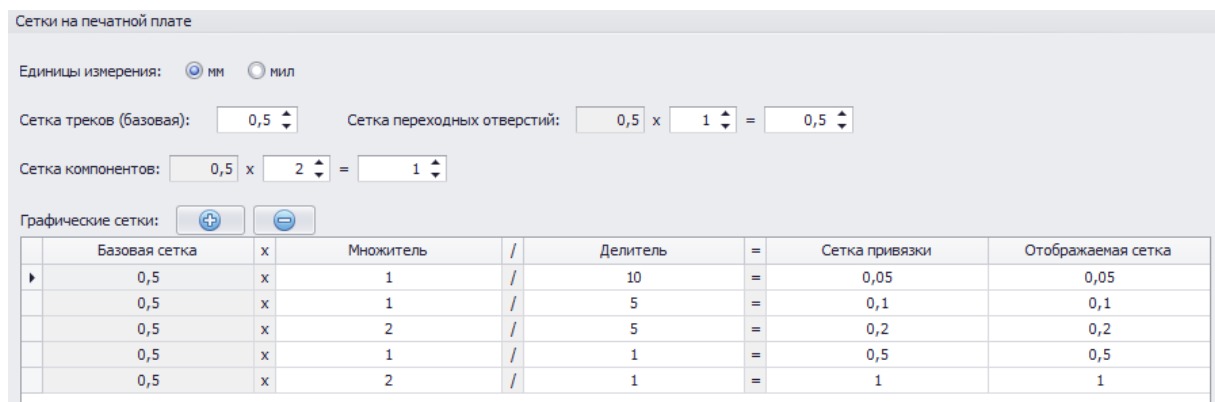 Сетки на печатной плате
Единицы измерения: мм мил
Сетка треков (базовая): 0,5 Сетка переходных отверстий: 0,5 x 1 = 0,5
Сетка компонентов: 0,5 x 2 = 1
Графические сетки:
Базовая сетка x Множитель / Делитель = Сетка привязки Отображаемая сетка
0,5 x 1 / 10 = 0,05 0,05
0,5 x 1 / 5 = 0,1 0,1
0,5 x 2 / 5 = 0,2 0,2
0,5 x 1 / 1 = 0,5 0,5
0,5 x 2 / 1 = 1 1